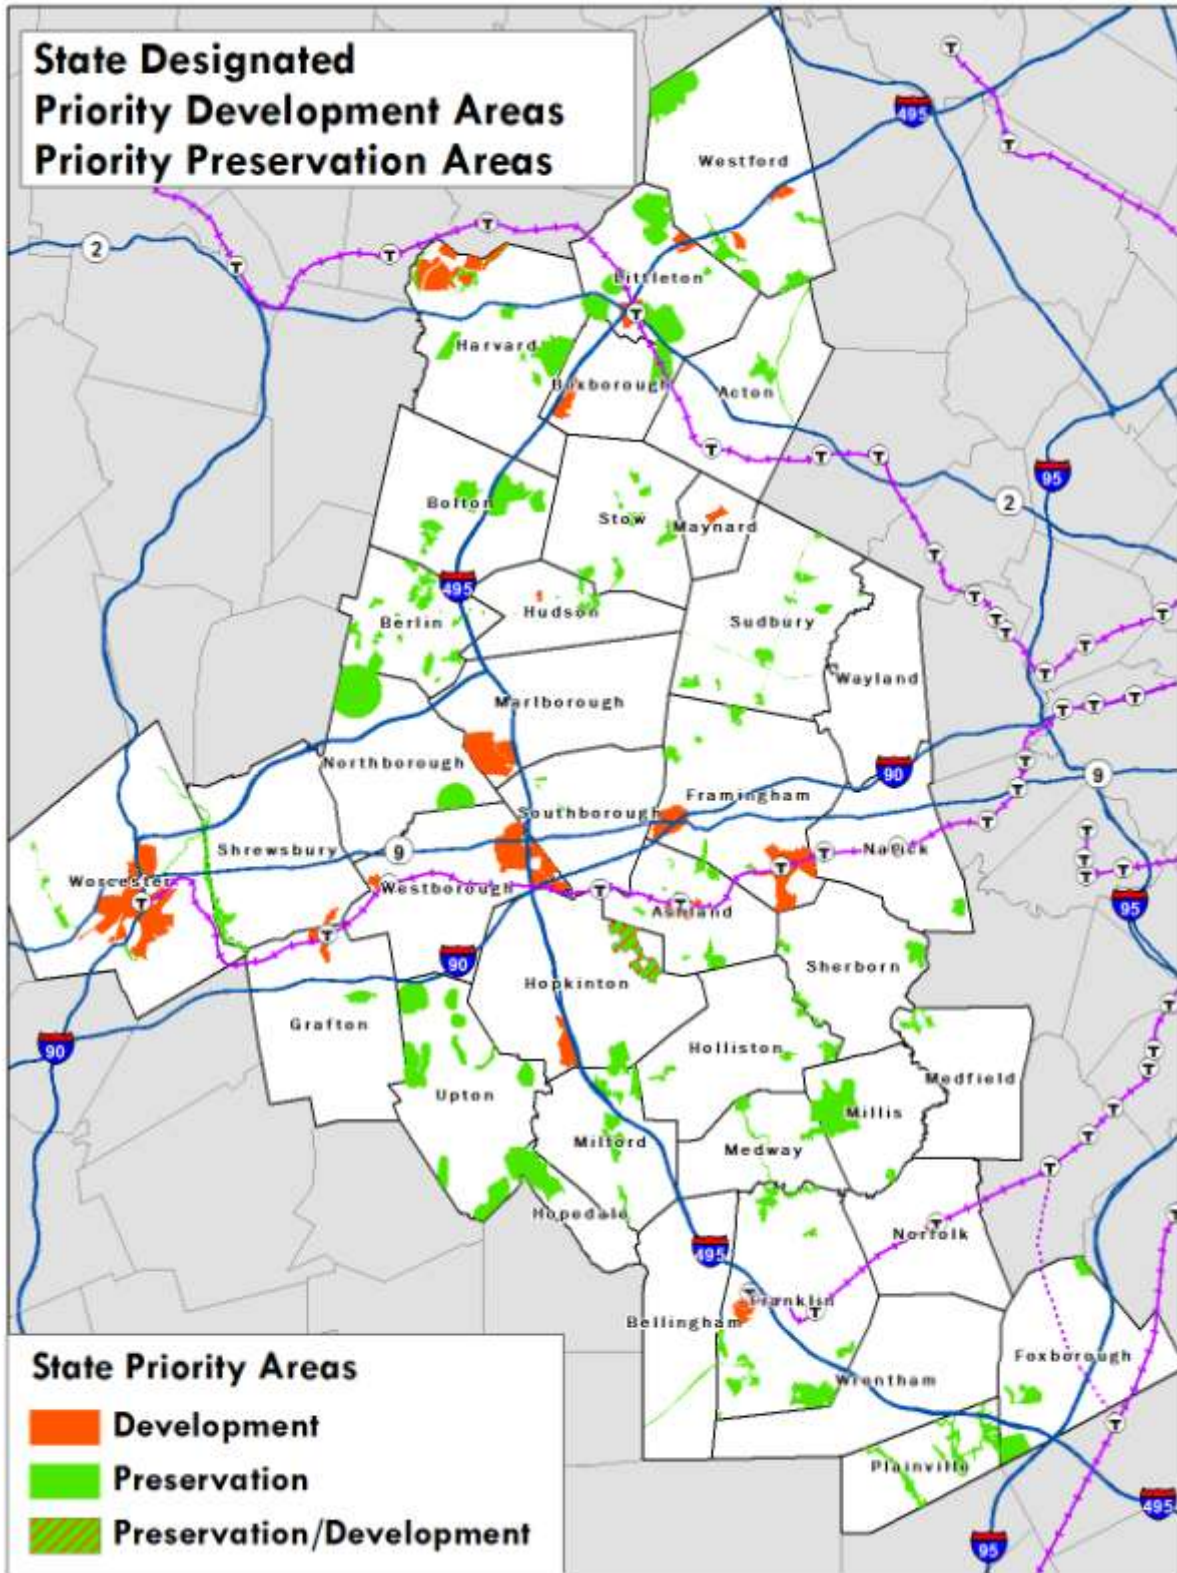 State Designated
Priority Development Areas
Priority Preservation Areas
495
Westford
2
T
T
T
T
T
T
Littleton
T
Harvard
Boxborough
Acton
T
T
T
95
2
Bolton
Stow
Maynard
T
495
Berlin
Hudson
Sudbury
T
T
T
T
T
T
Wayland
Marlborough
T
T
T
Northborough
T
90
9
Southborough
Framingham
T
Shrewsbury
9
T
T
T
T
Natick
T
T
T
T
Worcester
Westborough
T
T
T
Ashland
95
T
90
Hopkinton
Sherborn
T
Grafton
90
Holliston
T
T
Medfield
Upton
Millis
T
Milford
Medway
T
T
Hopedale
T
Norfolk
T
495
T
Franklin
T
Bellingham
Foxborough
Wrentham
T
Plainville
495
95
State Priority Areas
Development
Preservation
Preservation/Development